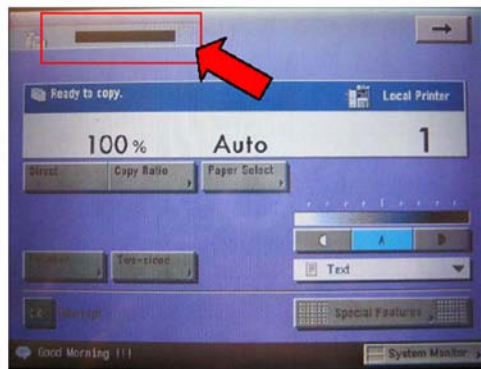 Ready to copy. Local Printer
100% Auto 1
Direct Copy Ratio Paper Select
A
Two-sided
Text
Interrupt Special Features
Good Morning !!! System Monitor